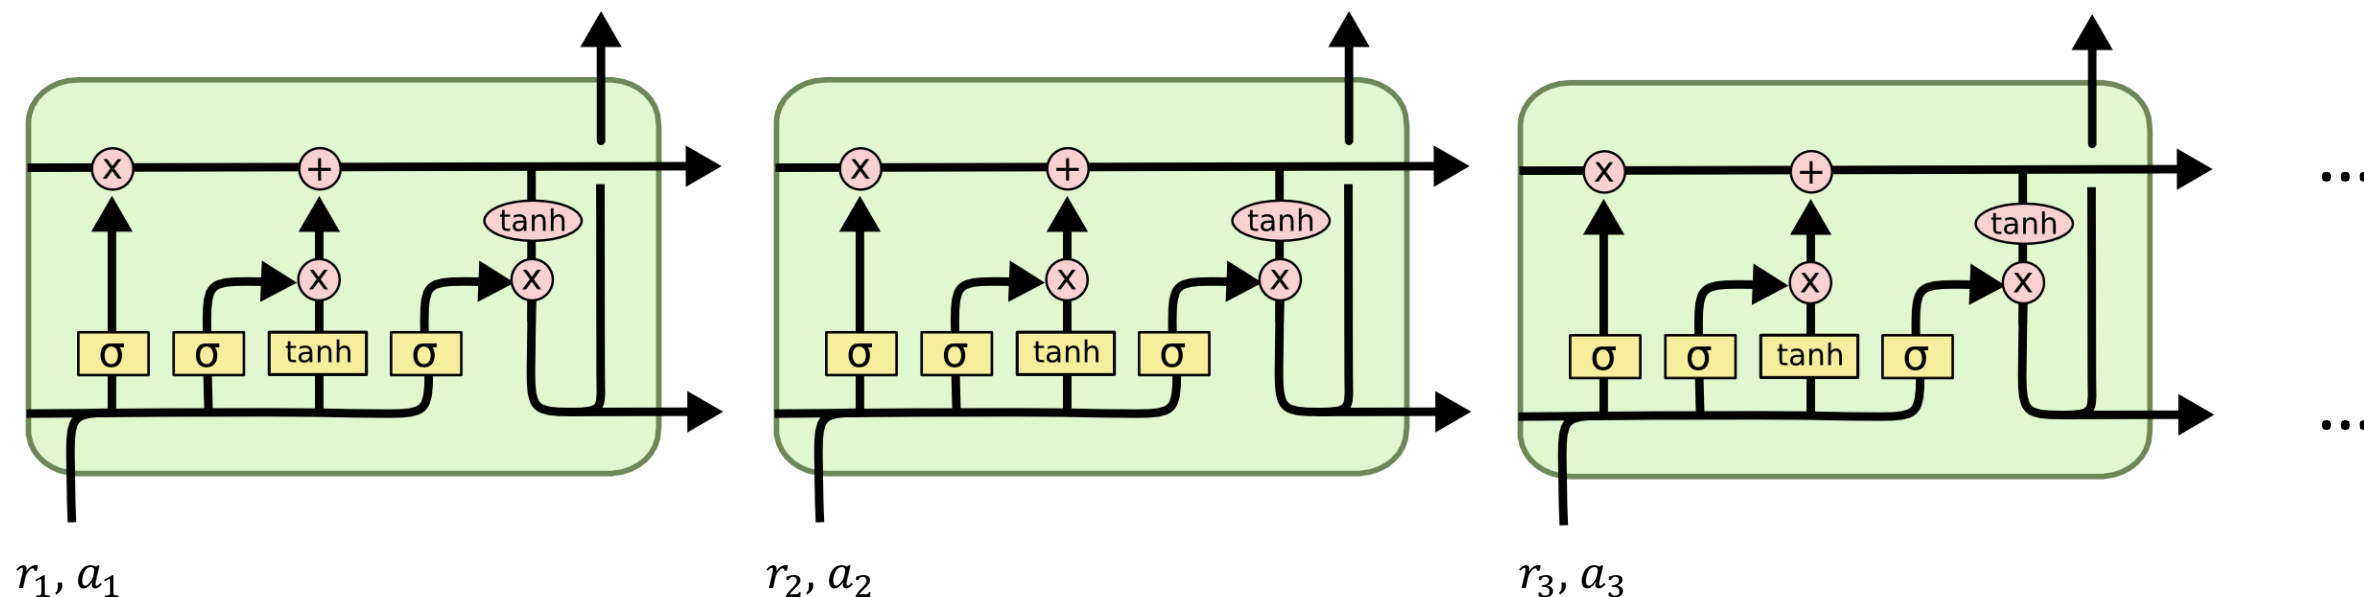 x + tanh x x σ σ tanh σ
x + tanh x x σ σ tanh σ
x + tanh x x σ σ tanh σ
... 
...
r₁, a₁ r₂, a₂ r₃, a₃